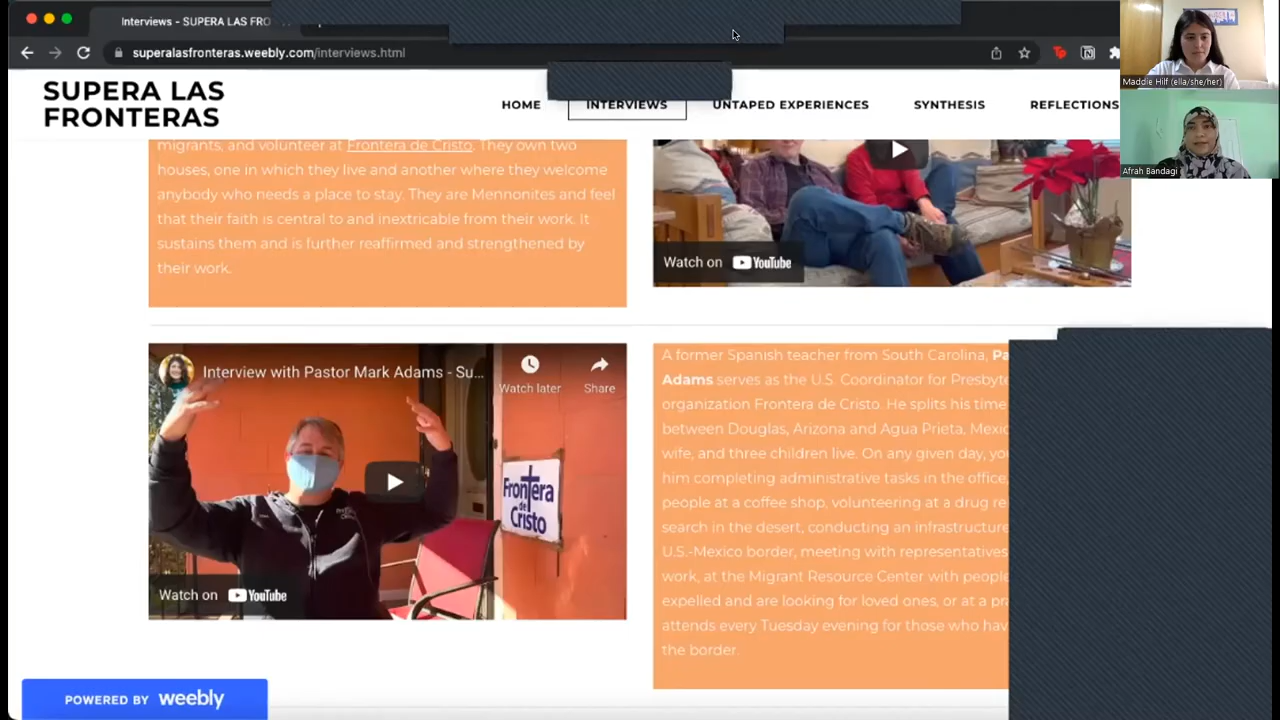 Interviews - SUPERA LAS FRO
superalasfronteras.weebly.com/interviews.html
Maddie Hilf (ella/she/her)
SUPERA LAS
FRONTERAS
HOME
INTERVIEWS
UNTAPED EXPERIENCES
SYNTHESIS
REFLECTIONS
Afrah Bandagi
migrants, and volunteer at Frontera de Cristo. They own two
houses, one in which they live and another where they welcome
anybody who needs a place to stay. They are Mennonites and feel
that their faith is central to and inextricable from their work. It
sustains them and is further reaffirmed and strengthened by
their work.
Watch on YouTube
Interview with Pastor Mark Adams - Su...
Watch later
Share
Frontera
de
Cristo
Watch on YouTube
A former Spanish teacher from South Carolina, Pa
Adams serves as the U.S. Coordinator for Presbyte
organization Frontera de Cristo. He splits his time
between Douglas, Arizona and Agua Prieta, Mexic
wife, and three children live. On any given day, you
him completing administrative tasks in the office,
people at a coffee shop, volunteering at a drug re
search in the desert, conducting an infrastructure
U.S.-Mexico border, meeting with representatives
work, at the Migrant Resource Center with people
expelled and are looking for loved ones, or at a pra
attends every Tuesday evening for those who hav
the border.
POWERED BY weebly